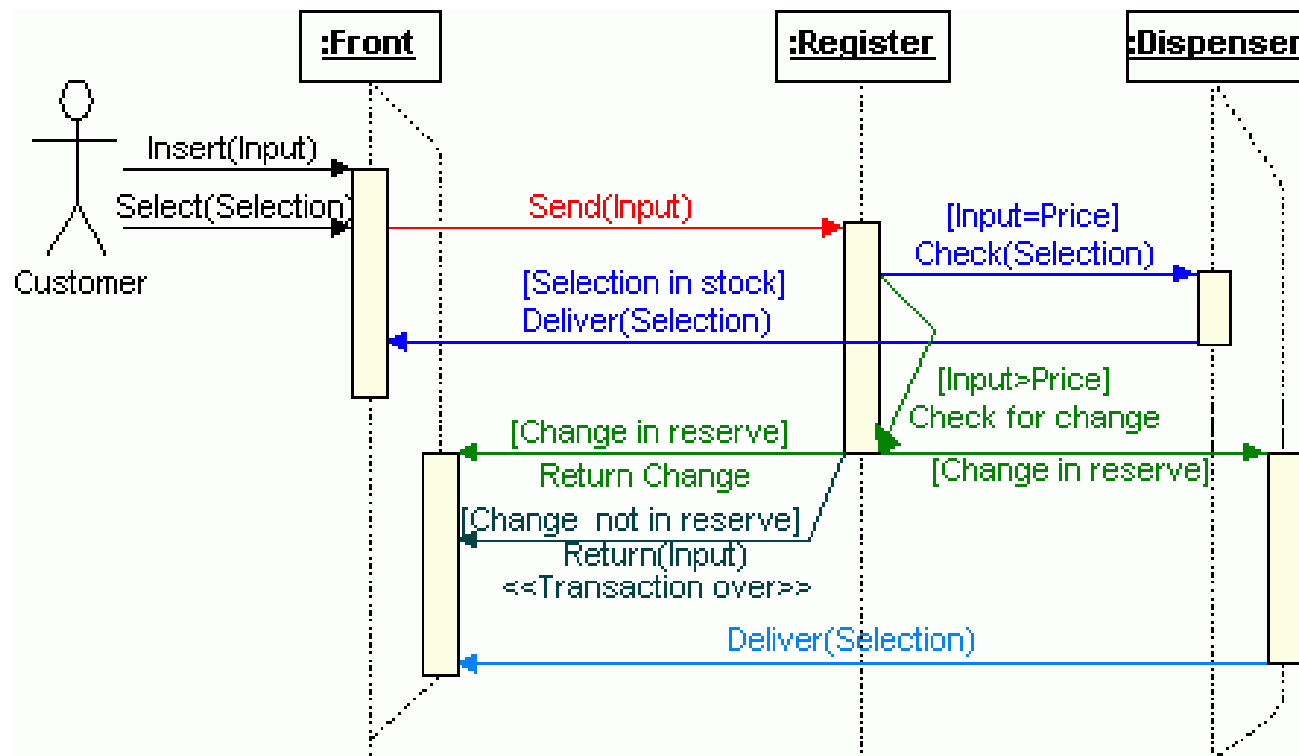 :Front
:Register
:Dispenser
Insert(Input)
Select(Selection)
Customer
Send(Input)
[Input=Price]
Check(Selection)
[Selection in stock]
Deliver(Selection)
[Input>Price]
Check for change
[Change in reserve]
Return Change
[Change in reserve]
[Change not in reserve]
Return(Input)
<<Transaction over>>
Deliver(Selection)